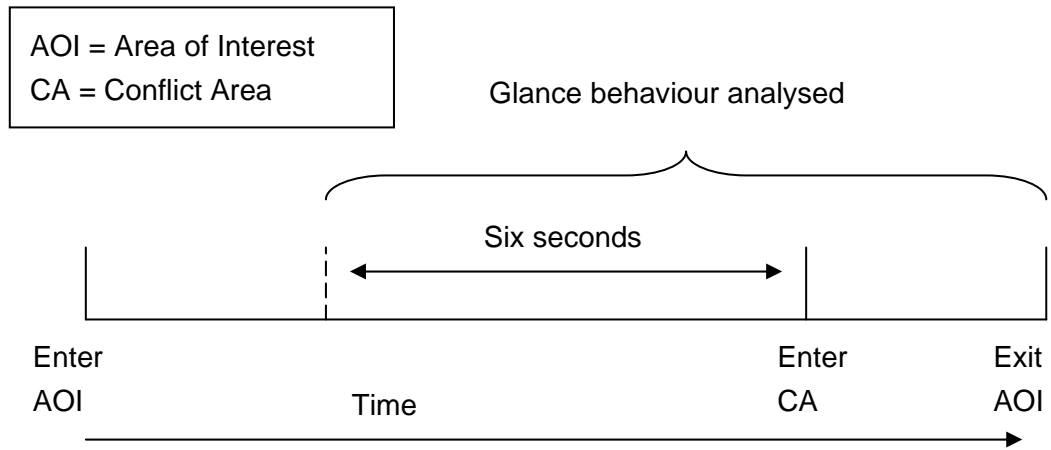 AOI = Area of Interest
CA = Conflict Area
Glance behaviour analysed
Six seconds
Enter
AOI
Time
Enter
CA
Exit
AOI